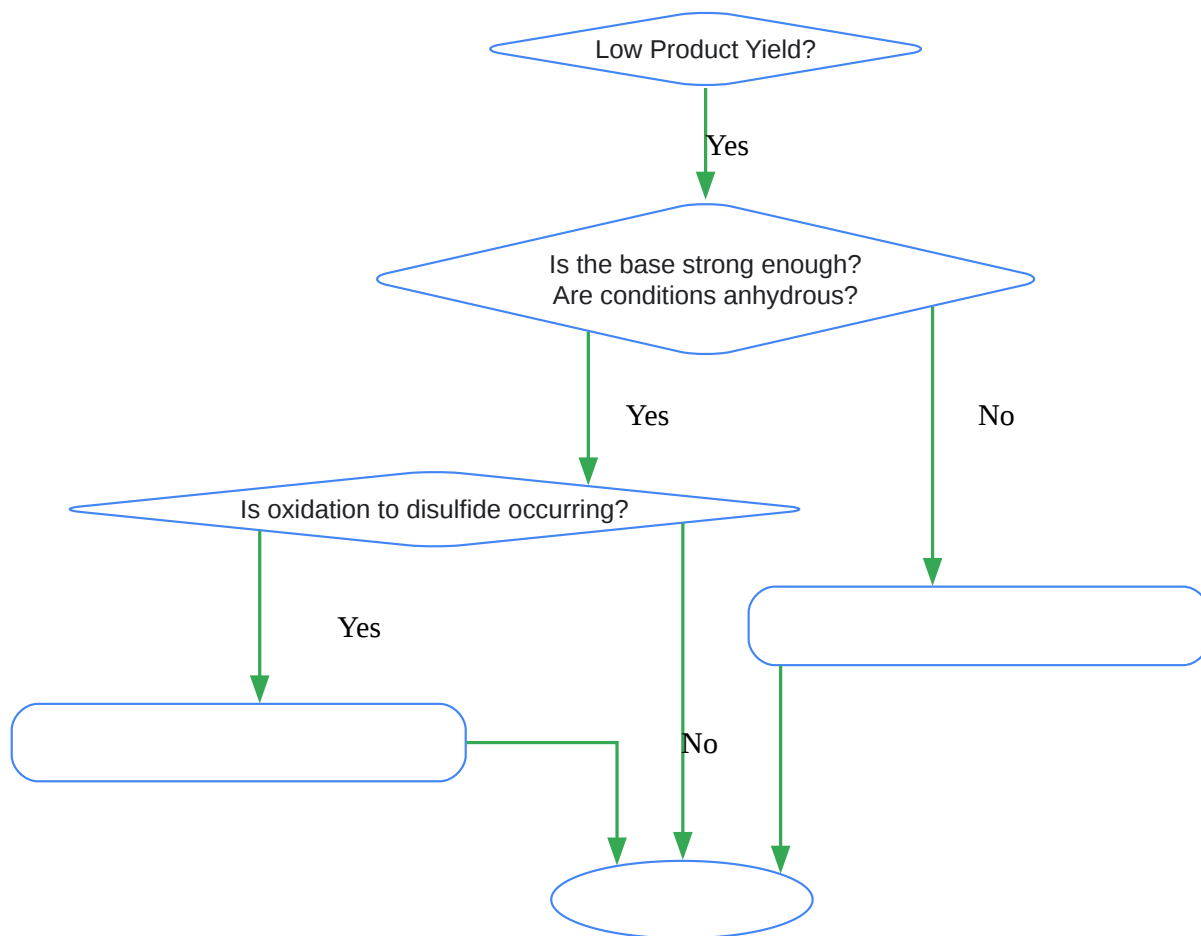 Low Product Yield?
Yes
Is the base strong enough?
Are conditions anhydrous?
Yes
No
Is oxidation to disulfide occurring?
Yes
No